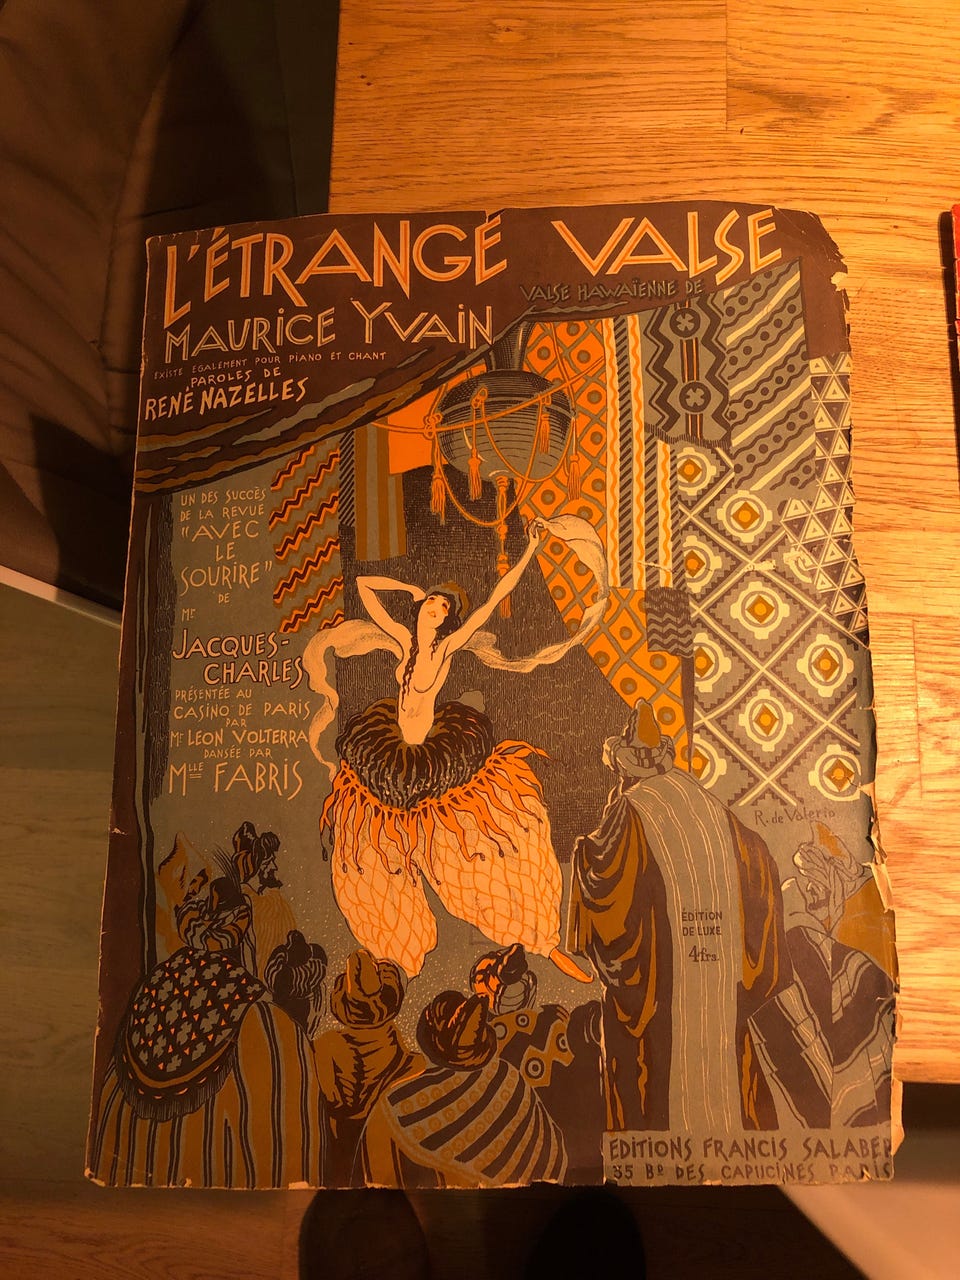 L'ÉTRANGE VALSE
VALSE HAWAÏENNE DE
MAURICE YVAIN
EXISTE EGALEMENT POUR PIANO ET CHANT
PAROLES DE
RENÉ NAZELLES
UN DES SUCCÈS
DE LA REVUE
"AVEC
LE
SOURIRE"
DE
Mr
JACQUES-
CHARLES
PRÉSENTÉE AU
CASINO DE PARIS
PAR
Mr LEON VOLTERRA
DANSÉE PAR
MLLE FABRIS
R. de Valerio
ÉDITION
DE LUXE
4frs.
EDITIONS FRANCIS SALABER
35 BD DES CAPUCINES PARIS